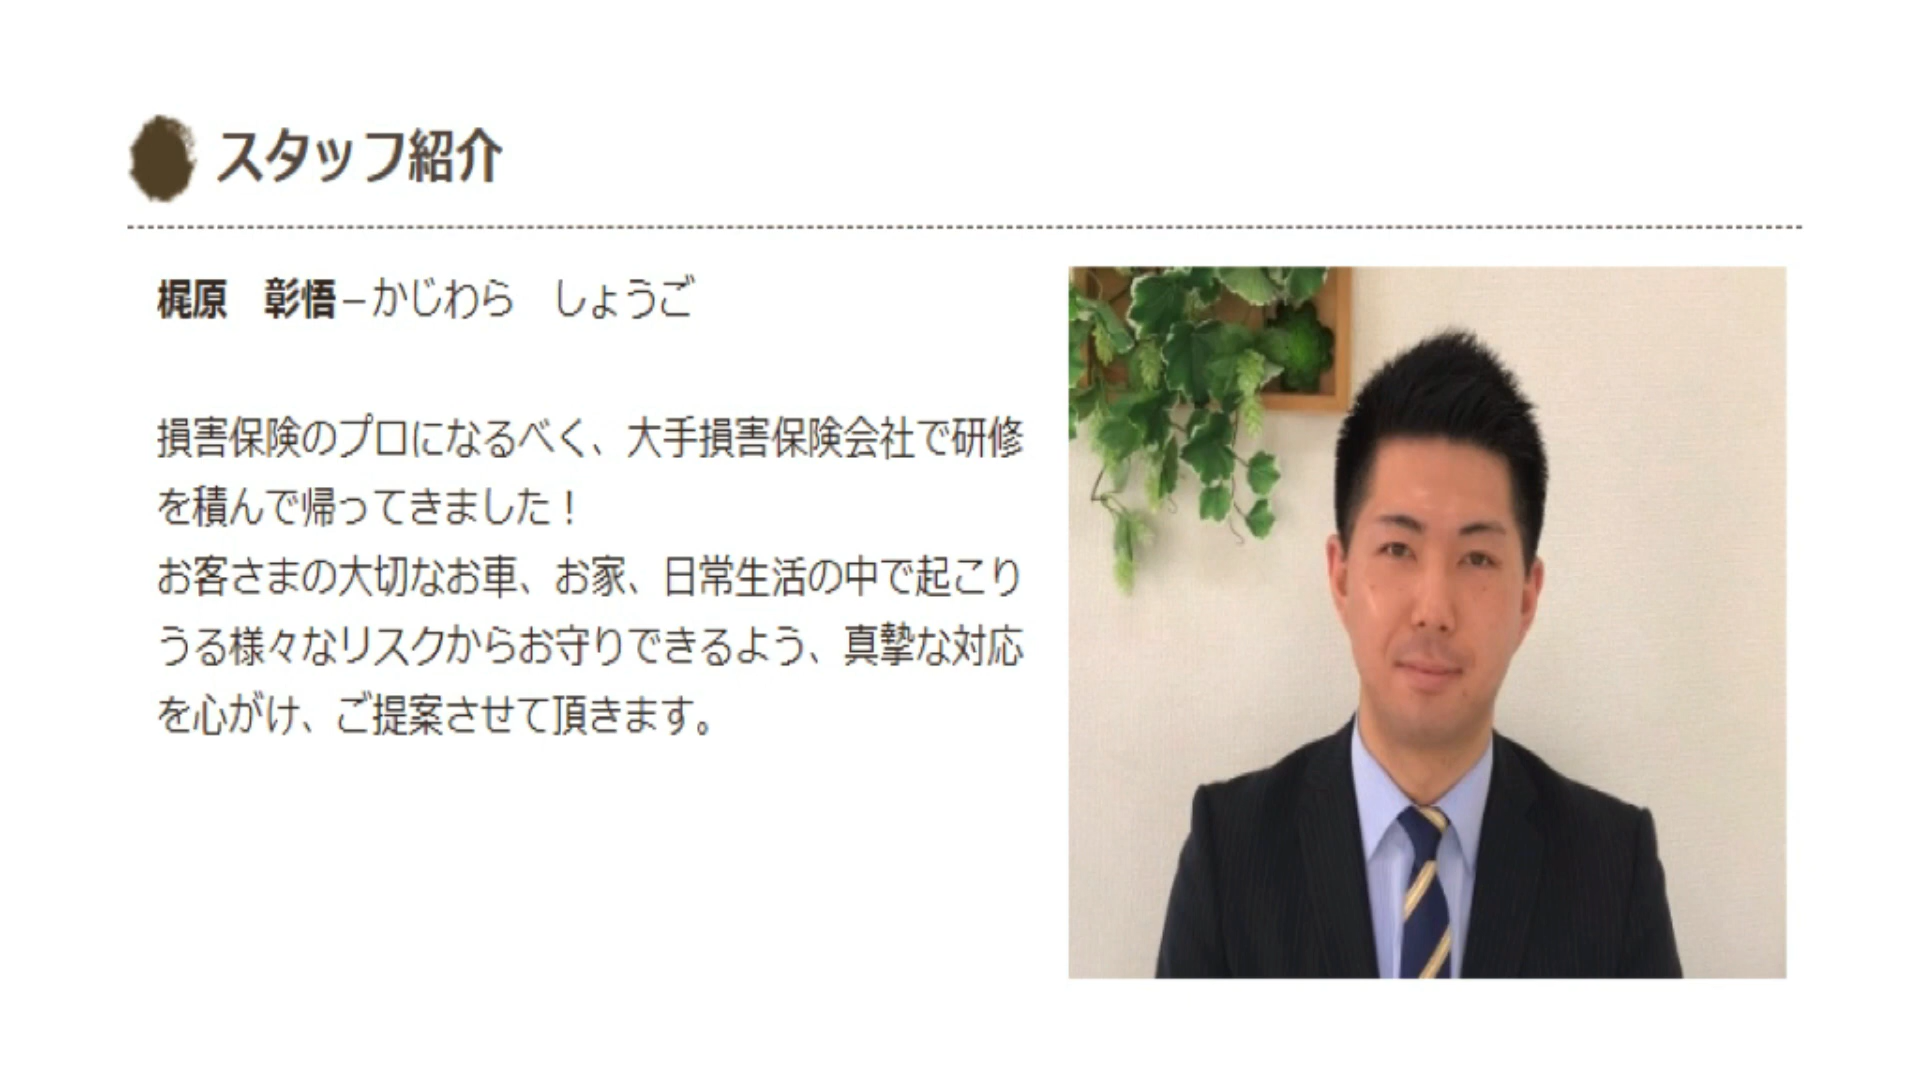 スタッフ紹介
梶原　彰悟－かじわら　しょうご
損害保険のプロになるべく、大手損害保険会社で研修
を積んで帰ってきました！
お客さまの大切なお車、お家、日常生活の中で起こり
うる様々なリスクからお守りできるよう、真摯な対応
を心がけ、ご提案させて頂きます。